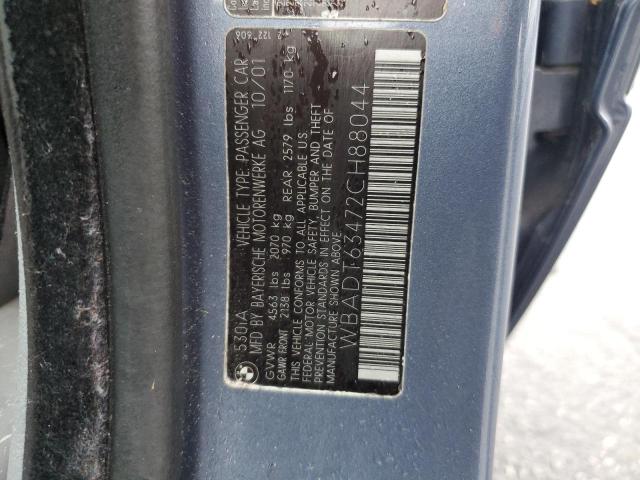 530iA VEHICLE TYPE: PASSENGER CAR
MFD BY BAYERISCHE MOTORENWERKE AG 10/01
GVWR 4563 lbs 2070 kg
GAWR FRONT 2138 lbs 970 kg REAR 2579 lbs 1170 kg
THIS VEHICLE CONFORMS TO ALL APPLICABLE U.S.
FEDERAL MOTOR VEHICLE SAFETY, BUMPER AND THEFT
PREVENTION STANDARDS IN EFFECT ON THE DATE OF
MANUFACTURE SHOWN ABOVE.
WBADT63472CH88044
122 606